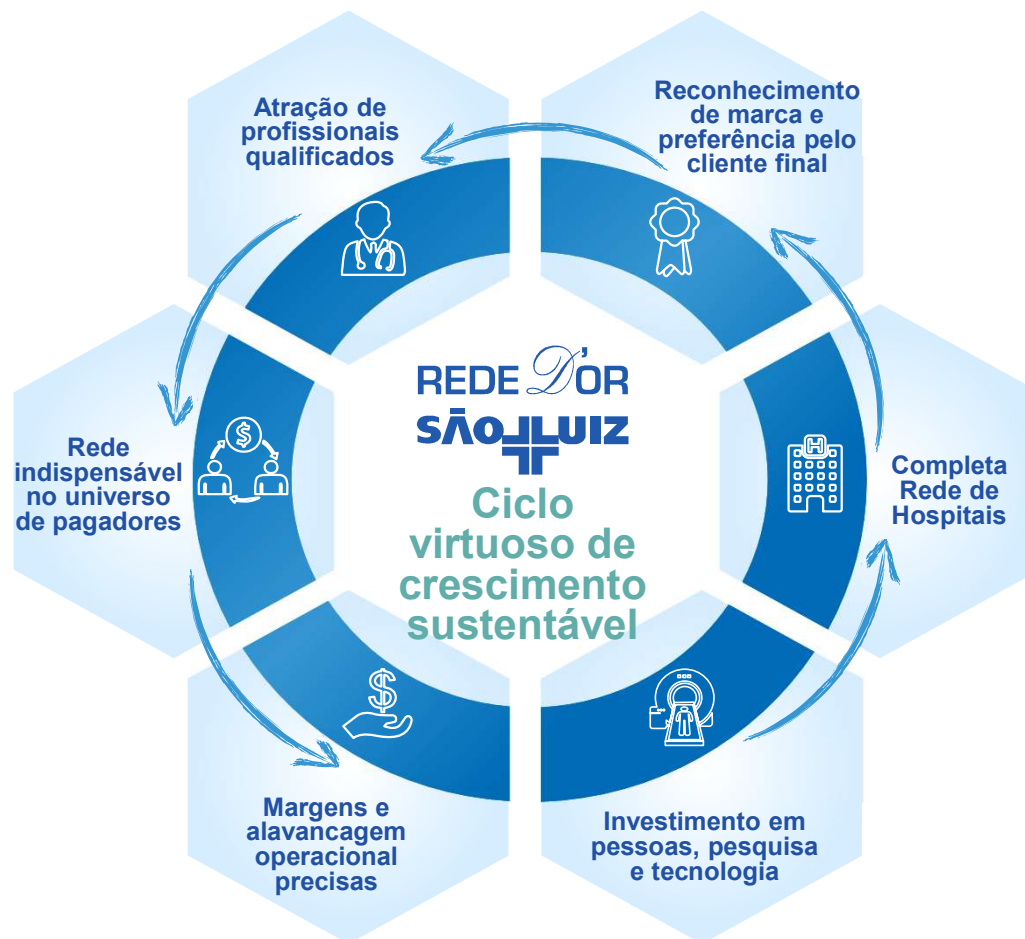 Atração de
profissionais
qualificados
Reconhecimento
de marca e
preferência pelo
cliente final
REDE D'OR
SÃO LUIZ
Ciclo
virtuoso de
crescimento
sustentável
$
Rede
indispensável
no universo
de pagadores
H
Completa
Rede de
Hospitais
$
Margens e
alavancagem
operacional
precisas
Investimento em
pessoas, pesquisa
e tecnologia